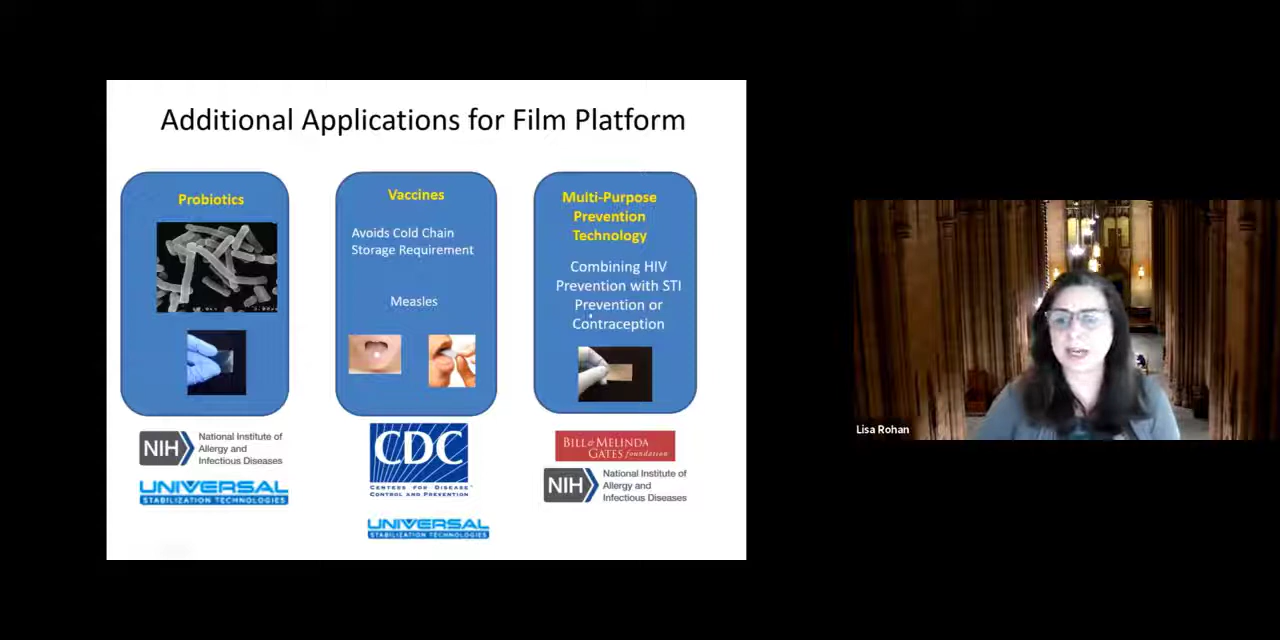 Additional Applications for Film Platform
Probiotics
Vaccines
Avoids Cold Chain
Storage Requirement
Measles
Multi-Purpose
Prevention
Technology
Combining HIV
Prevention with STI
Prevention or
Contraception
NIH
National Institute of
Allergy and
Infectious Diseases
UNIVERSAL
STABILIZATION TECHNOLOGIES
CDC
CENTERS FOR DISEASE
CONTROL AND PREVENTION
UNIVERSAL
STABILIZATION TECHNOLOGIES
BILL & MELINDA
GATES foundation
NIH
National Institute of
Allergy and
Infectious Diseases
Lisa Rohan